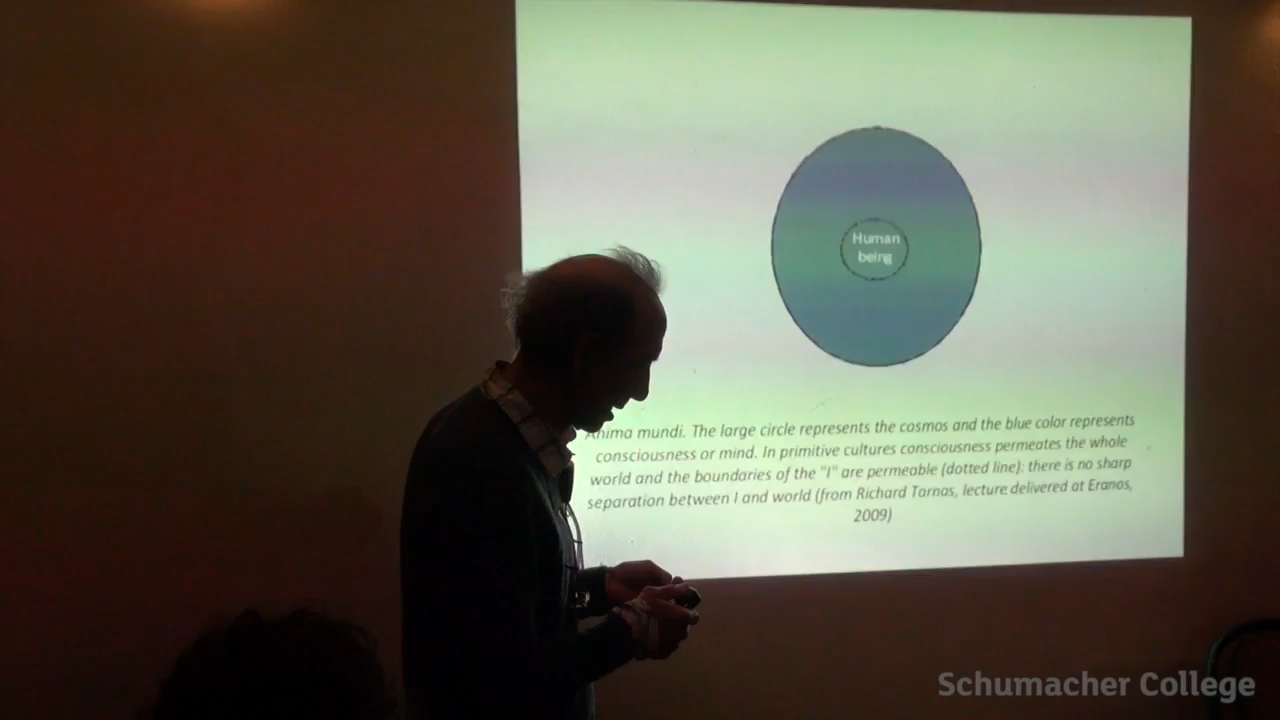 Human
being
Anima mundi. The large circle represents the cosmos and the blue color represents
consciousness or mind. In primitive cultures consciousness permeates the whole
world and the boundaries of the "I" are permeable (dotted line): there is no sharp
separation between I and world (from Richard Tarnas, lecture delivered at Eranos,
2009)
Schumacher College